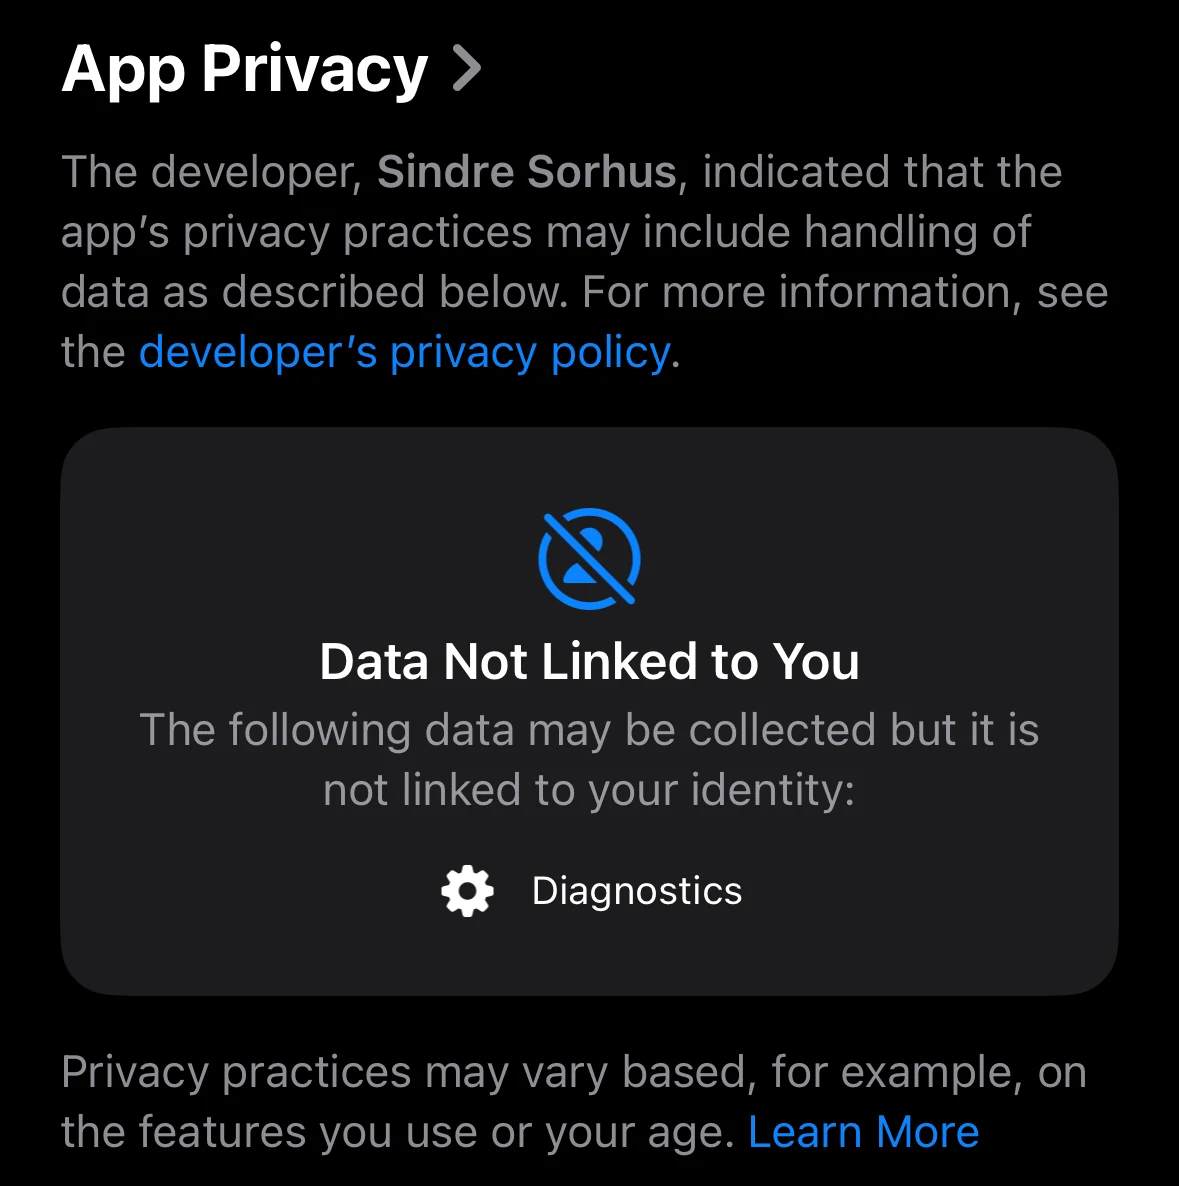 App Privacy
The developer, Sindre Sorhus, indicated that the
app’s privacy practices may include handling of
data as described below. For more information, see
the developer’s privacy policy.
Data Not Linked to You
The following data may be collected but it is
not linked to your identity:
Diagnostics
Privacy practices may vary based, for example, on
the features you use or your age. Learn More